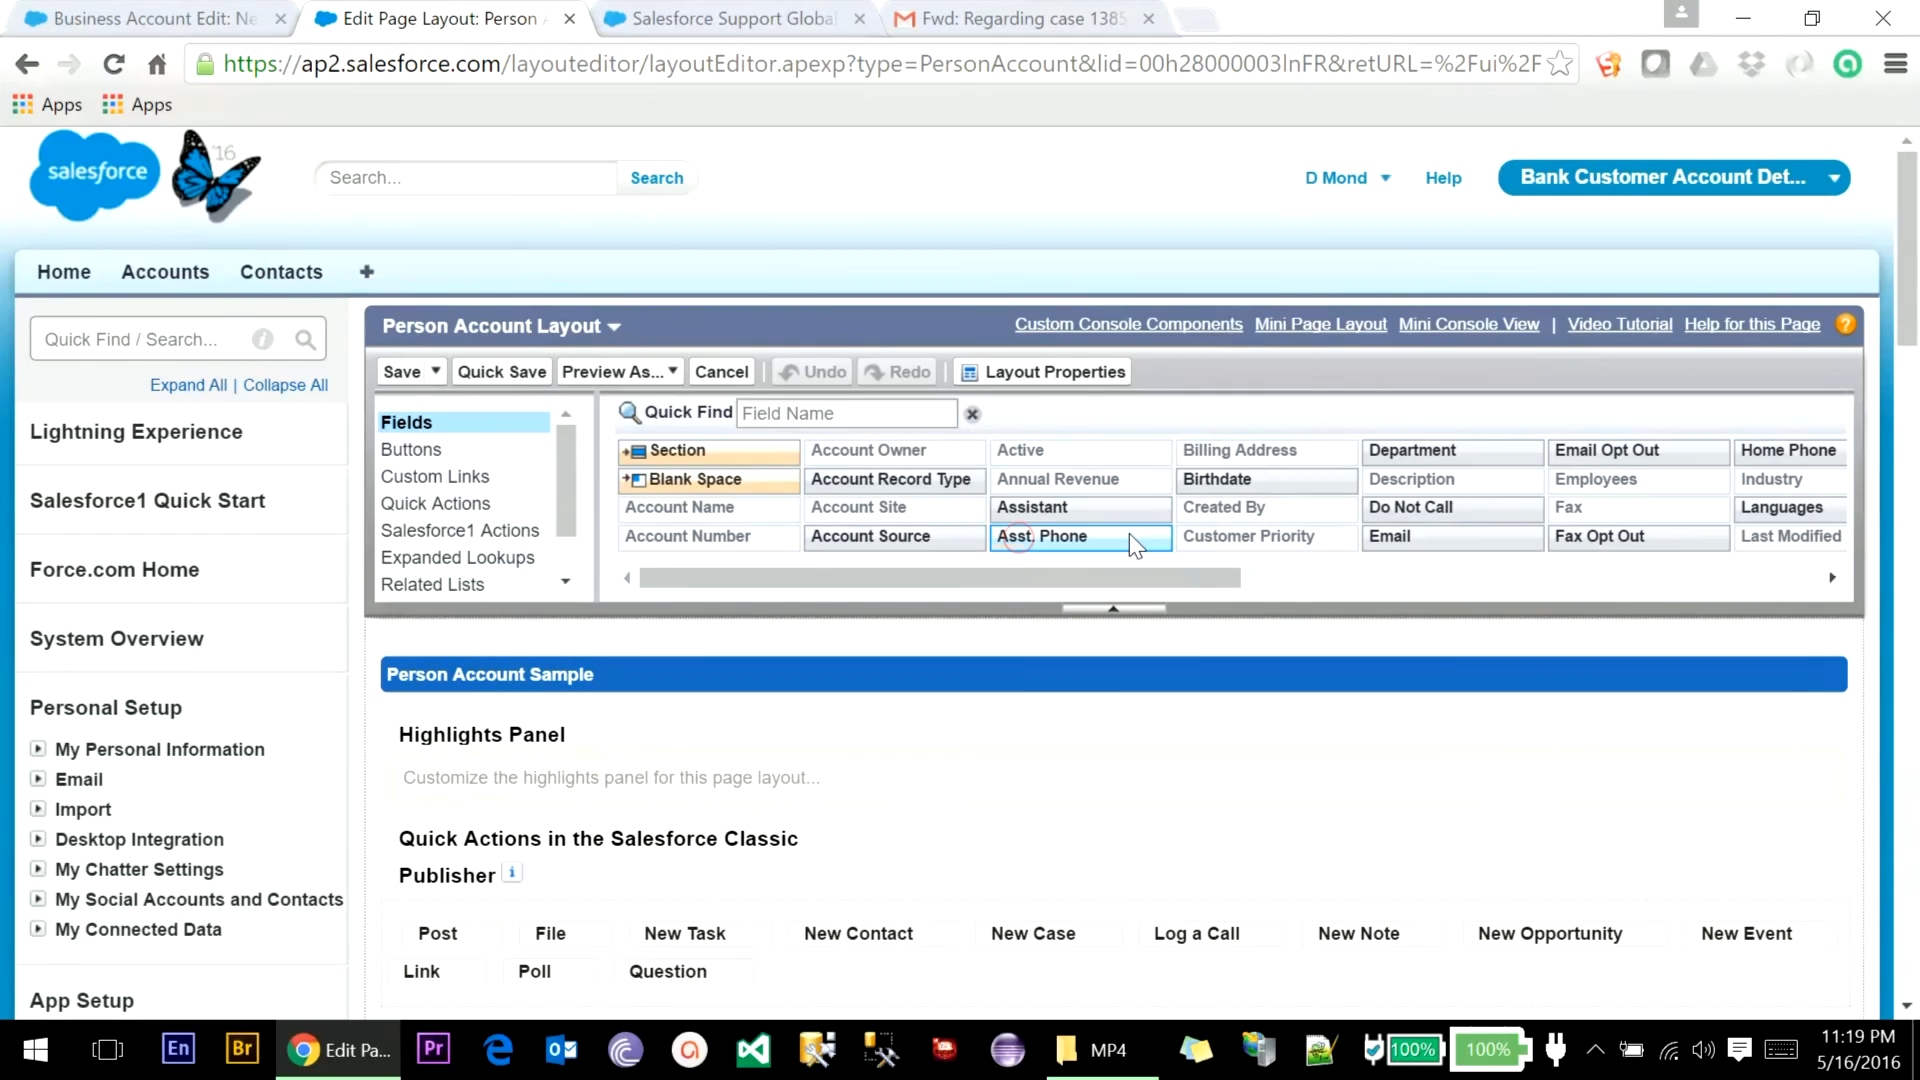 Business Account Edit: Ne
Edit Page Layout: Person A
Salesforce Support Global
Fwd: Regarding case 1385
https://ap2.salesforce.com/layouteditor/layoutEditor.apexp?type=PersonAccount&lid=00h28000003lnFR&retURL=%2Fui%2F
Apps Apps
salesforce '16
Search... Search
D Mond Help Bank Customer Account Det...
Home Accounts Contacts
Quick Find / Search...
Expand All | Collapse All
Lightning Experience
Salesforce1 Quick Start
Force.com Home
System Overview
Personal Setup
My Personal Information
Email
Import
Desktop Integration
My Chatter Settings
My Social Accounts and Contacts
My Connected Data
App Setup
Person Account Layout
Custom Console Components Mini Page Layout Mini Console View | Video Tutorial Help for this Page ?
Save Quick Save Preview As... Cancel Undo Redo Layout Properties
Fields
Buttons
Custom Links
Quick Actions
Salesforce1 Actions
Expanded Lookups
Related Lists
Quick Find Field Name
Section Account Owner Active Billing Address Department Email Opt Out Home Phone
Blank Space Account Record Type Annual Revenue Birthdate Description Employees Industry
Account Name Account Site Assistant Created By Do Not Call Fax Languages
Account Number Account Source Asst. Phone Customer Priority Email Fax Opt Out Last Modified
Person Account Sample
Highlights Panel
Customize the highlights panel for this page layout...
Quick Actions in the Salesforce Classic
Publisher i
Post File New Task New Contact New Case Log a Call New Note New Opportunity New Event
Link Poll Question
En Br Edit Pa... Pr MP4 100% 100% 11:19 PM
5/16/2016